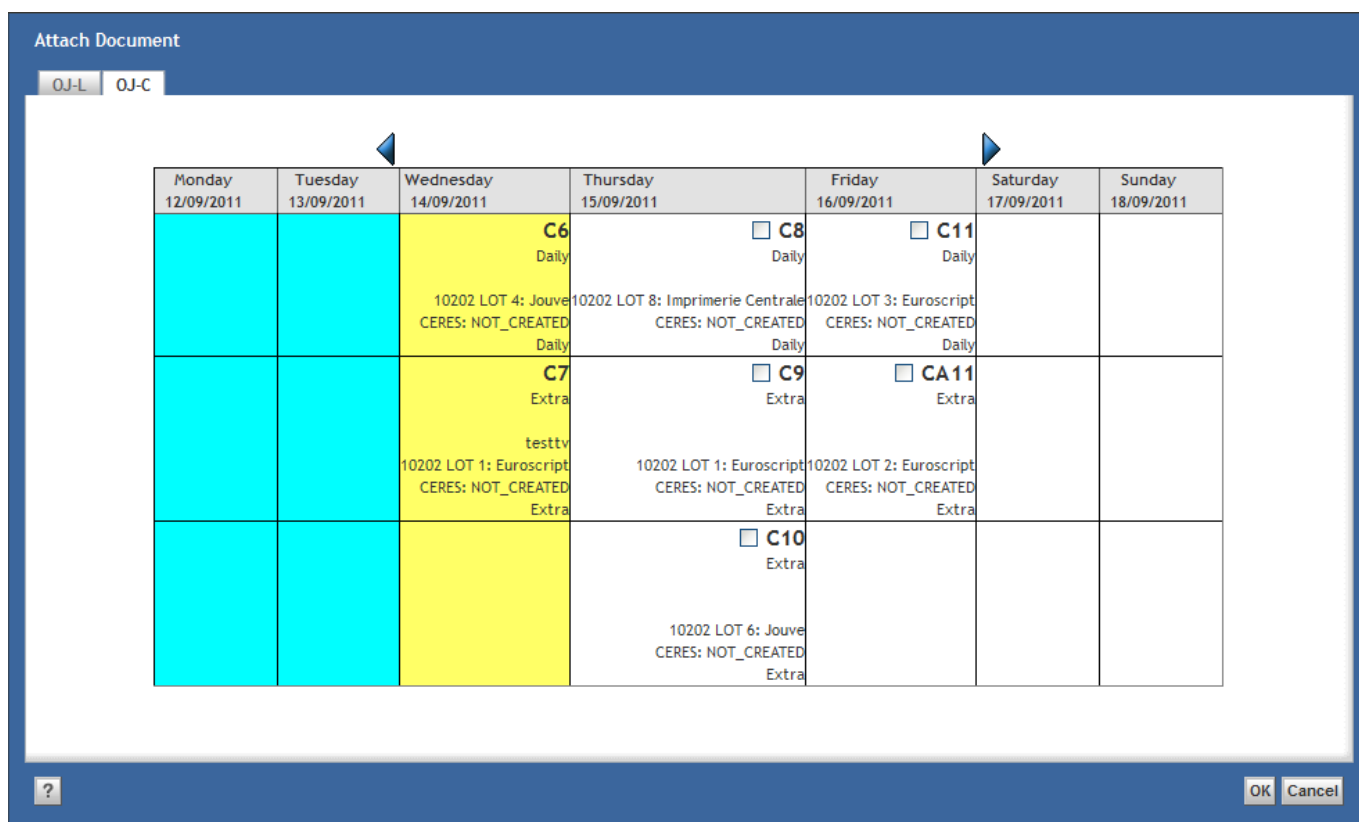 Attach Document
OJ-L OJ-C
Monday Tuesday Wednesday Thursday Friday Saturday Sunday
12/09/2011 13/09/2011 14/09/2011 15/09/2011 16/09/2011 17/09/2011 18/09/2011
C6 C8 C11
Daily Daily Daily
10202 LOT 4: Jouve 10202 LOT 8: Imprimerie Centrale 10202 LOT 3: Euroscript
CERES: NOT_CREATED CERES: NOT_CREATED CERES: NOT_CREATED
Daily Daily Daily
C7 C9 CA11
Extra Extra Extra
testtv
10202 LOT 1: Euroscript 10202 LOT 1: Euroscript 10202 LOT 2: Euroscript
CERES: NOT_CREATED CERES: NOT_CREATED CERES: NOT_CREATED
Extra Extra Extra
C10
Extra
10202 LOT 6: Jouve
CERES: NOT_CREATED
Extra
? OK Cancel